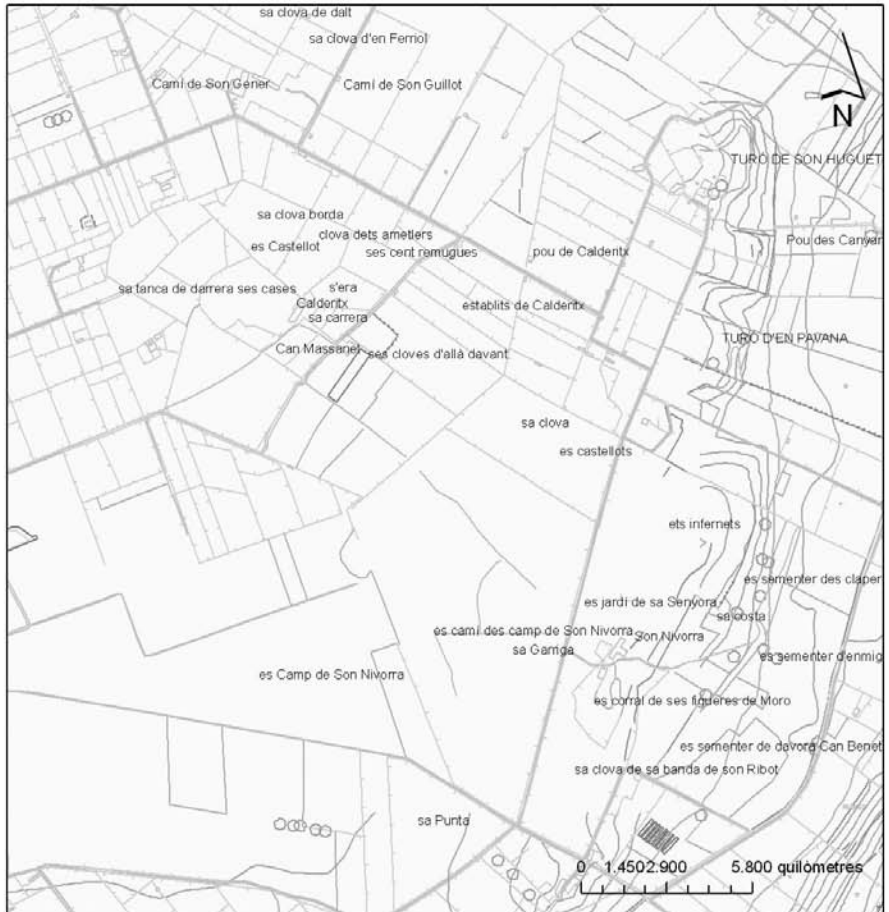 sa clova de dalt
sa clova d'en Ferriol
Camí de Son Gener
Camí de Son Guillot
N
TURÓ DE SON HUGUET
sa clova borda
clova dets ametlers
es Castellot
ses cent remugues
pou de Calderitx
Pou des Canyar
sa tanca de darrera ses cases
s'era
Calderitx
establits de Calderitx
sa carrera
TURÓ D'EN PAVANA
Can Massanet
ses cloves d'allà davant
sa clova
es castellots
ets infernets
es sementer des claper
es jardí de sa Senyora
sa costa
es camí des camp de Son Nivorra
Son Nivorra
sa Garriga
es sementer d'enmig
es Camp de Son Nivorra
es corral de ses figueres de Moro
es sementer de davora Can Benet
sa clova de sa banda de son Ribot
sa Punta
0 1.450 2.900 5.800 quilòmetres